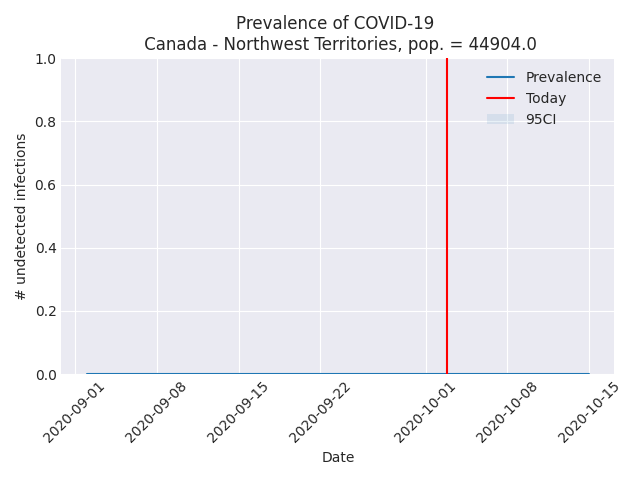 Prevalence of COVID-19
Canada - Northwest Territories, pop. = 44904.0
1.0
0.8
0.6
0.4
0.2
0.0
# undetected infections
Prevalence
Today
95CI
2020-09-01
2020-09-08
2020-09-15
2020-09-22
2020-10-01
2020-10-08
2020-10-15
Date